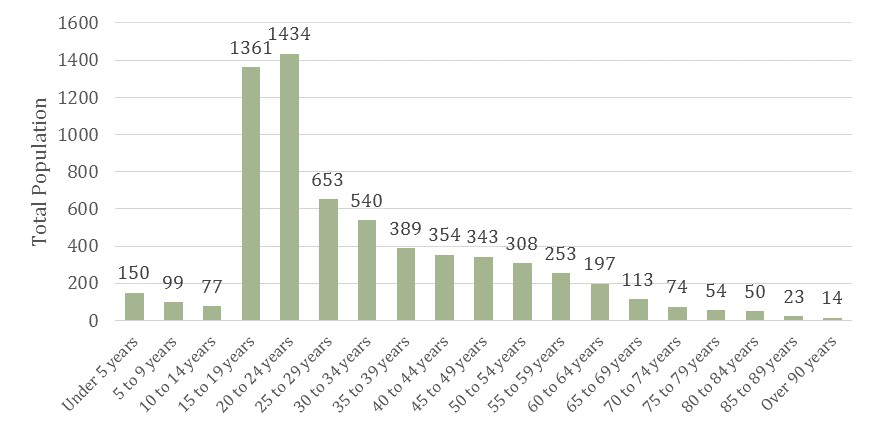 Total Population
1600
1400
1200
1000
800
600
400
200
0
150
99
77
1361
1434
653
540
389
354
343
308
253
197
113
74
54
50
23
14
Under 5 years
5 to 9 years
10 to 14 years
15 to 19 years
20 to 24 years
25 to 29 years
30 to 34 years
35 to 39 years
40 to 44 years
45 to 49 years
50 to 54 years
55 to 59 years
60 to 64 years
65 to 69 years
70 to 74 years
75 to 79 years
80 to 84 years
85 to 89 years
Over 90 years